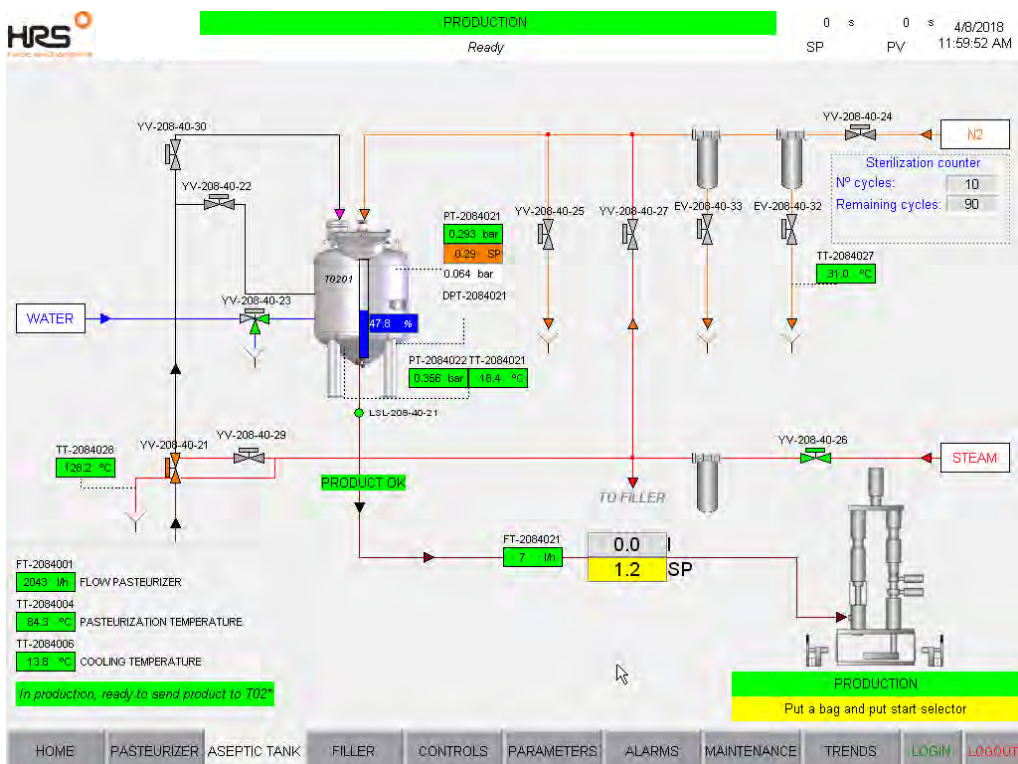 HRS
PRODUCTION
Ready
0 s 0 s
SP PV
4/8/2018
11:59:52 AM
YV-208-40-30
YV-208-40-22
YV-208-40-23
WATER
T0201
47.8 %
PT-2084021
0.293 bar
0.29 SP
0.064 bar
DPT-2084021
PT-2084022 TT-2084021
0.356 bar 18.4 ºC
LSL-208-40-21
YV-208-40-25
YV-208-40-27
EV-208-40-33
EV-208-40-32
YV-208-40-24
N2
Sterilization counter
Nº cycles: 10
Remaining cycles: 90
TT-2084027
31.0 ºC
TT-2084028
128.2 ºC
YV-208-40-21
YV-208-40-29
YV-208-40-26
STEAM
PRODUCT OK
TO FILLER
FT-2084021
7 l/h
0.0 l
1.2 SP
FT-2084001
2043 l/h FLOW PASTEURIZER
TT-2084004
84.3 ºC PASTEURIZATION TEMPERATURE
TT-2084006
13.8 ºC COOLING TEMPERATURE
In production, ready to send product to T02*
PRODUCTION
Put a bag and put start selector
HOME PASTEURIZER ASEPTIC TANK FILLER CONTROLS PARAMETERS ALARMS MAINTENANCE TRENDS LOGIN LOGOUT